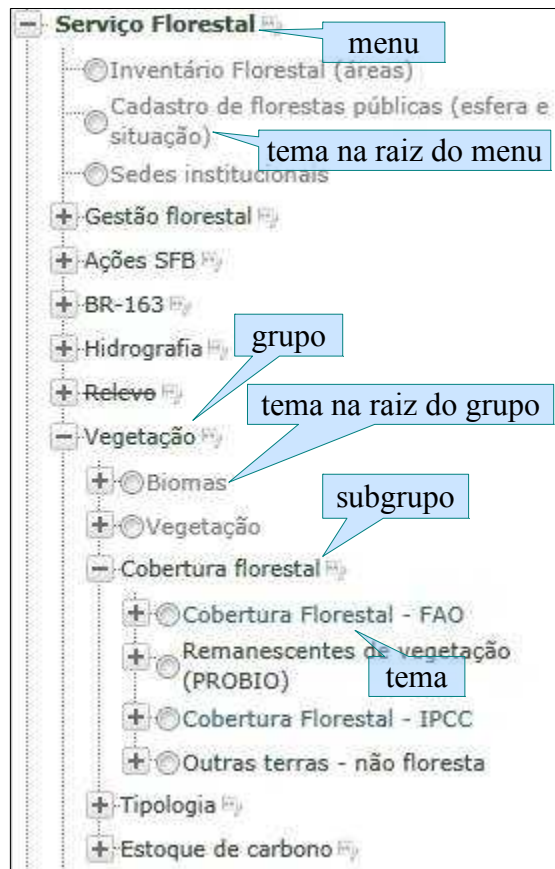 Serviço Florestal
menu
Inventário Florestal (áreas)
Cadastro de florestas públicas (esfera e
situação)
tema na raiz do menu
Sedes institucionais
Gestão florestal
Ações SFB
BR-163
grupo
Hidrografia
Relevo
tema na raiz do grupo
Vegetação
Biomas
subgrupo
Vegetação
Cobertura florestal
Cobertura Florestal - FAO
Remanescentes de vegetação
(PROBIO)
tema
Cobertura Florestal - IPCC
Outras terras - não floresta
Tipologia
Estoque de carbono